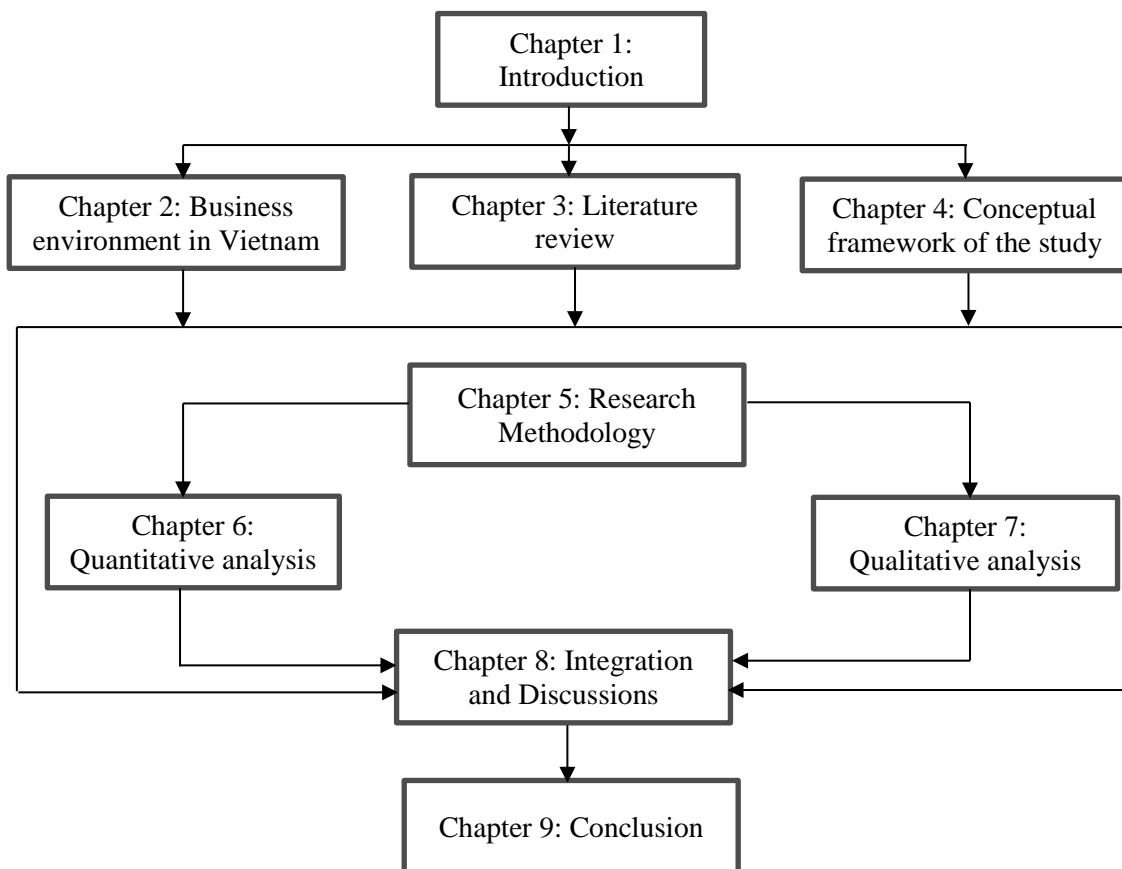 Chapter 1:
Introduction
Chapter 2: Business
environment in Vietnam
Chapter 3: Literature
review
Chapter 4: Conceptual
framework of the study
Chapter 5: Research
Methodology
Chapter 6:
Quantitative analysis
Chapter 7:
Qualitative analysis
Chapter 8: Integration
and Discussions
Chapter 9: Conclusion